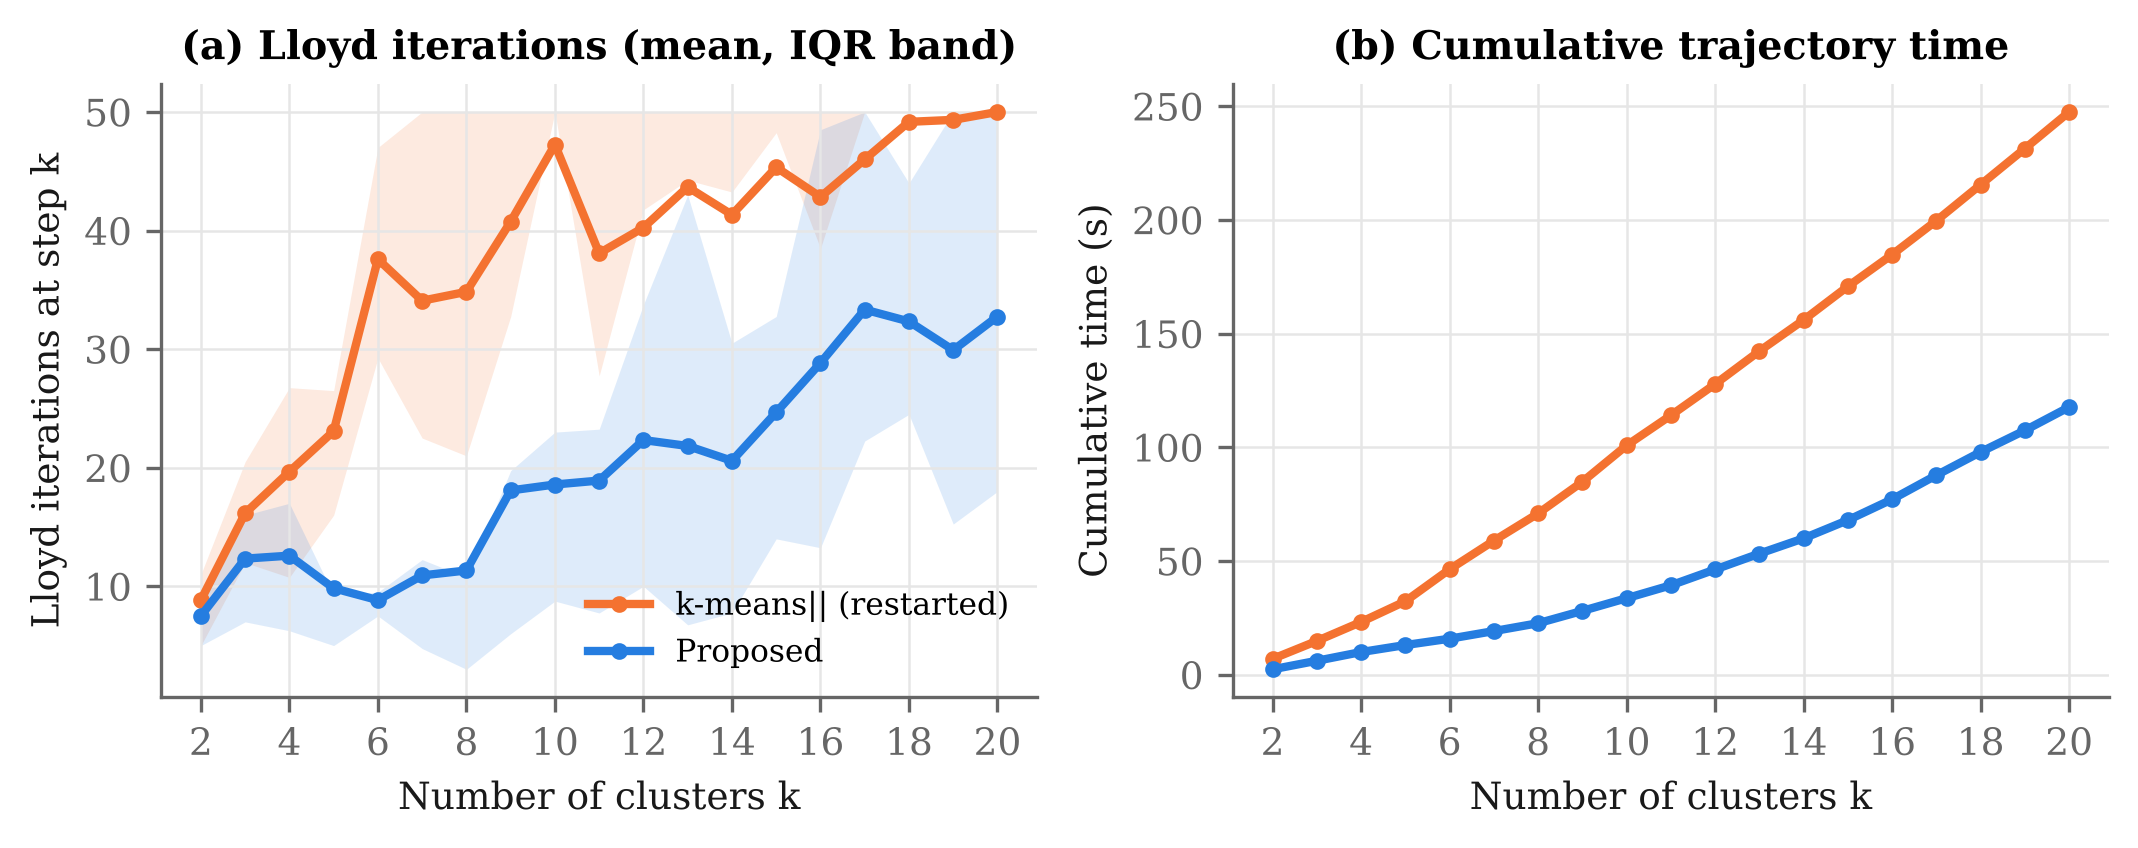 (a) Lloyd iterations (mean, IQR band)
Lloyd iterations at step k
50
40
30
20
10
k-means|| (restarted)
Proposed
2 4 6 8 10 12 14 16 18 20
Number of clusters k
(b) Cumulative trajectory time
Cumulative time (s)
250
200
150
100
50
0
2 4 6 8 10 12 14 16 18 20
Number of clusters k